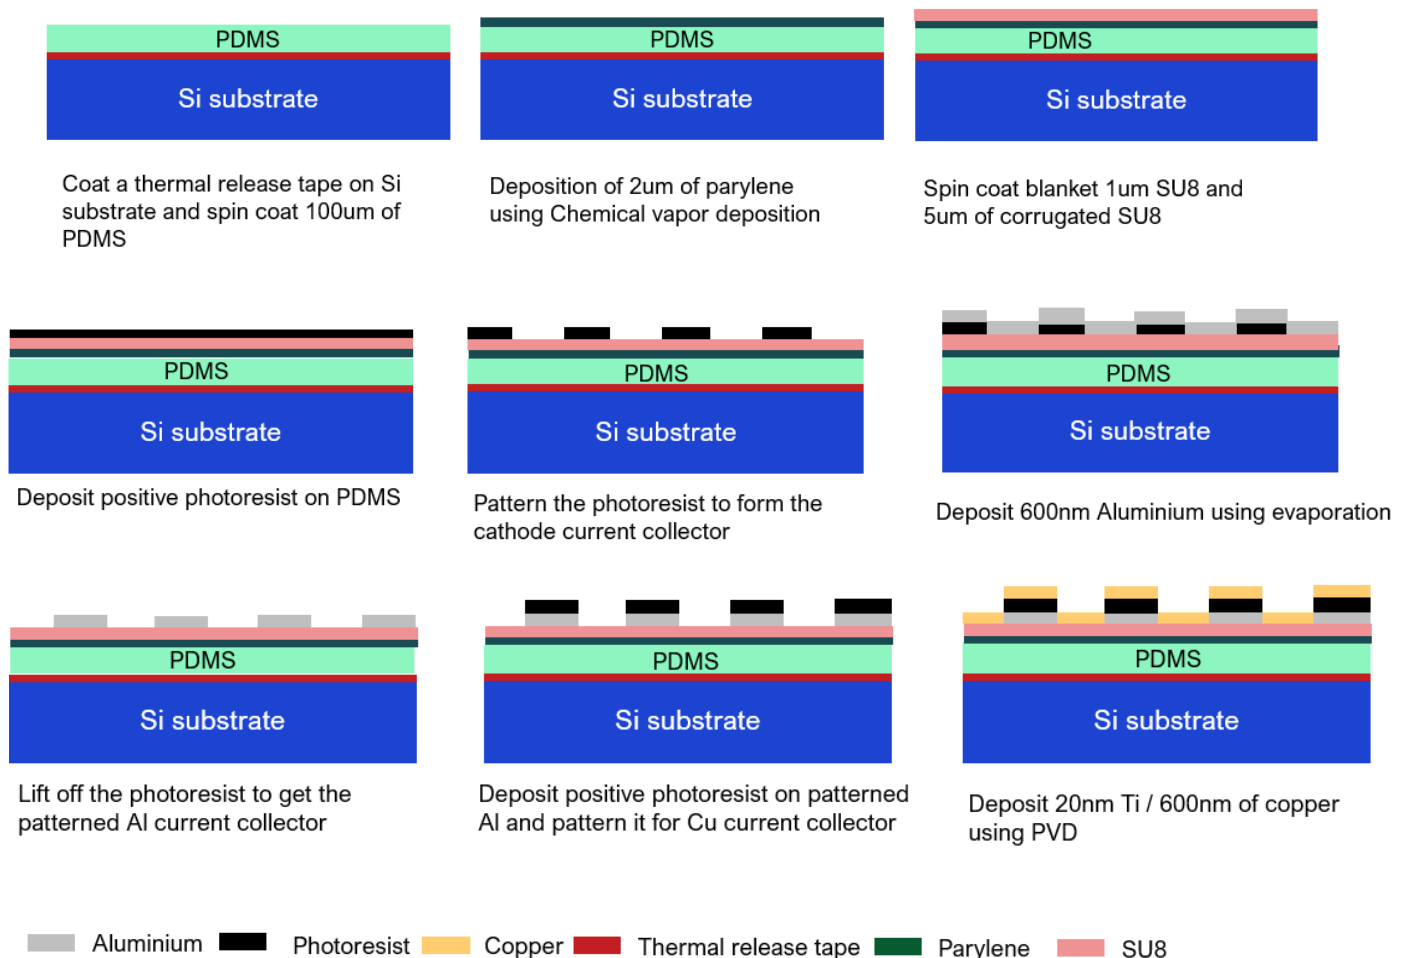 PDMS
Si substrate
PDMS
Si substrate
PDMS
Si substrate
Coat a thermal release tape on Si
substrate and spin coat 100um of
PDMS
Deposition of 2um of parylene
using Chemical vapor deposition
Spin coat blanket 1um SU8 and
5um of corrugated SU8
PDMS
Si substrate
PDMS
Si substrate
PDMS
Si substrate
Deposit positive photoresist on PDMS
Pattern the photoresist to form the
cathode current collector
Deposit 600nm Aluminium using evaporation
PDMS
Si substrate
PDMS
Si substrate
PDMS
Si substrate
Lift off the photoresist to get the
patterned Al current collector
Deposit positive photoresist on patterned
Al and pattern it for Cu current collector
Deposit 20nm Ti / 600nm of copper
using PVD
Aluminium
Photoresist
Copper
Thermal release tape
Parylene
SU8